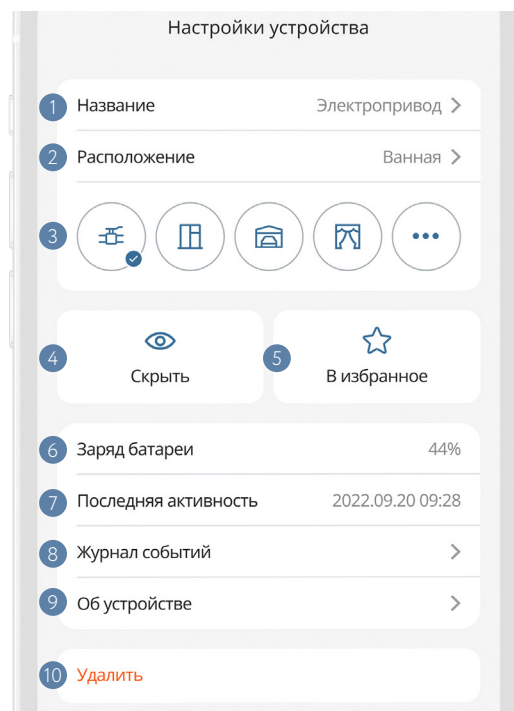 Настройки устройства
1 Название Электропривод >
2 Расположение Ванная >
3
4 Скрыть
5 В избранное
6 Заряд батареи 44%
7 Последняя активность 2022.09.20 09:28
8 Журнал событий >
9 Об устройстве >
10 Удалить